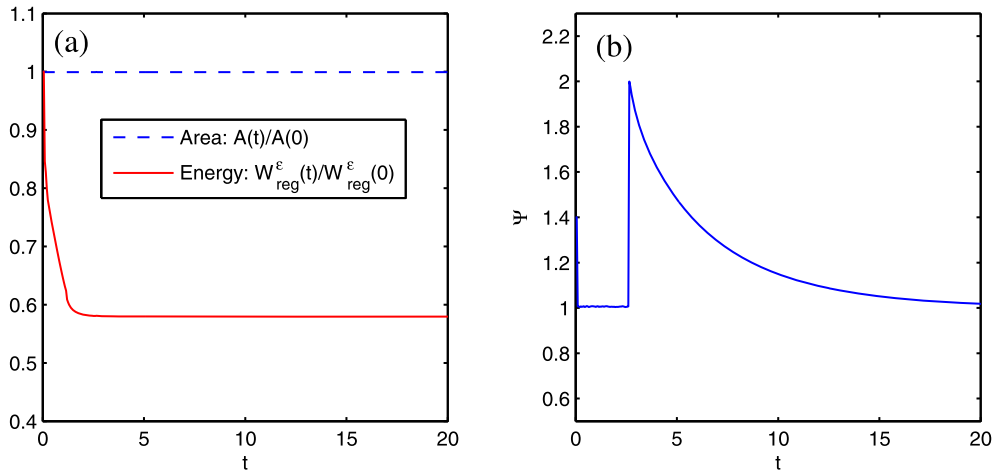 (a)
1.1
1
0.9
0.8
0.7
0.6
0.5
0.4
Area: A(t)/A(0)
Energy: W^ε_reg(t)/W^ε_reg(0)
0 5 10 15 20
t
(b)
2.2
2
1.8
1.6
1.4
1.2
1
0.8
0.6
Ψ
0 5 10 15 20
t